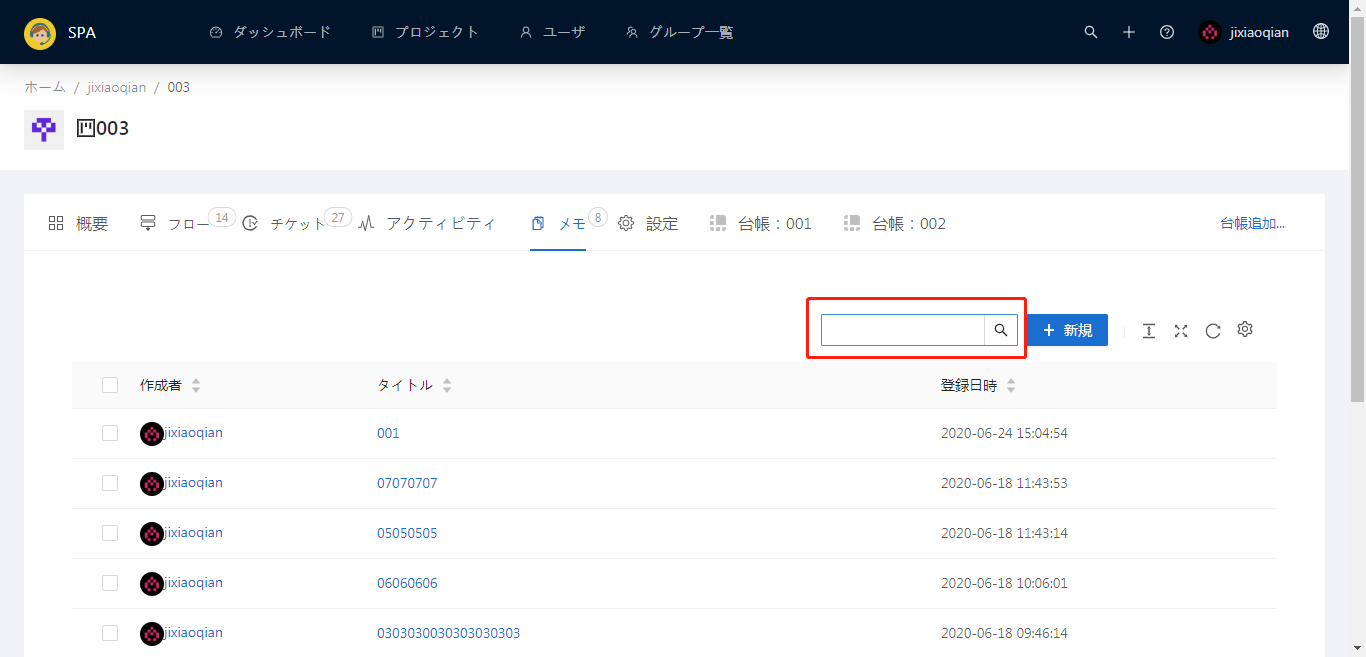 SPA ダッシュボード プロジェクト ユーザ グループ一覧 jixiaoqian
ホーム / jixiaoqian / 003
003
概要 フロー 14 チケット 27 アクティビティ メモ 8 設定 台帳：001 台帳：002 台帳追加...
新規
作成者 タイトル 登録日時
jixiaoqian 001 2020-06-24 15:04:54
jixiaoqian 07070707 2020-06-18 11:43:53
jixiaoqian 05050505 2020-06-18 11:43:14
jixiaoqian 06060606 2020-06-18 10:06:01
jixiaoqian 0303030030303030303 2020-06-18 09:46:14